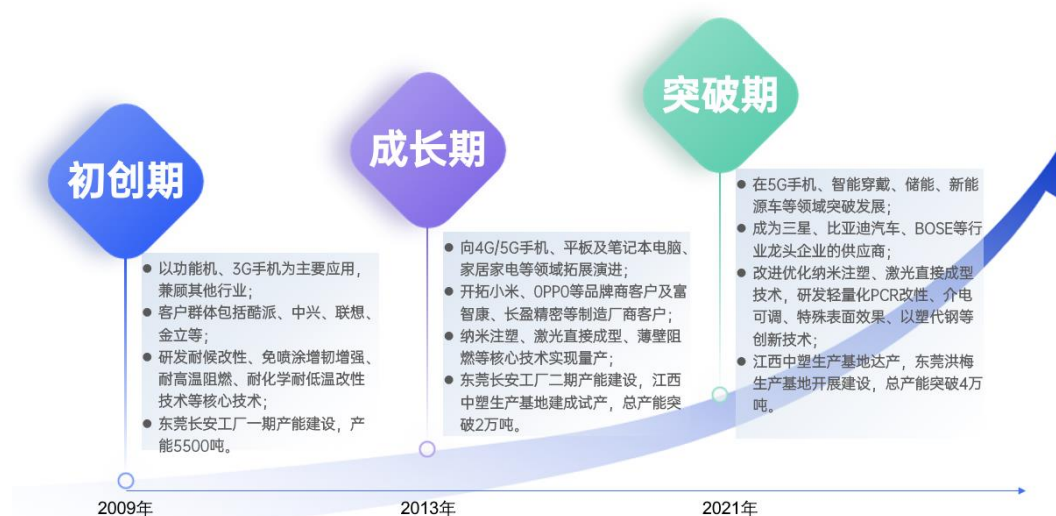 初创期
● 以功能机、3G手机为主要应用，
兼顾其他行业；
● 客户群体包括酷派、中兴、联想、
金立等；
● 研发耐候改性、免喷涂增韧增强、
耐高温阻燃、耐化学耐低温改性
技术等核心技术；
● 东莞长安工厂一期产能建设，产
能5500吨。
2009年
成长期
● 向4G/5G手机、平板及笔记本电脑、
家居家电等领域拓展演进；
● 开拓小米、OPPO等品牌商客户及富
智康、长盈精密等制造厂商客户；
● 纳米注塑、激光直接成型、薄壁阻
燃等核心技术实现量产；
● 东莞长安工厂二期产能建设，江西
中塑生产基地建成试产，总产能突
破2万吨。
2013年
突破期
● 在5G手机、智能穿戴、储能、新能
源车等领域突破发展；
● 成为三星、比亚迪汽车、BOSE等行
业龙头企业的供应商；
● 改进优化纳米注塑、激光直接成型
技术，研发轻量化PCR改性、介电
可调、特殊表面效果、以塑代钢等
创新技术；
● 江西中塑生产基地达产，东莞洪梅
生产基地开展建设，总产能突破4万
吨。
2021年